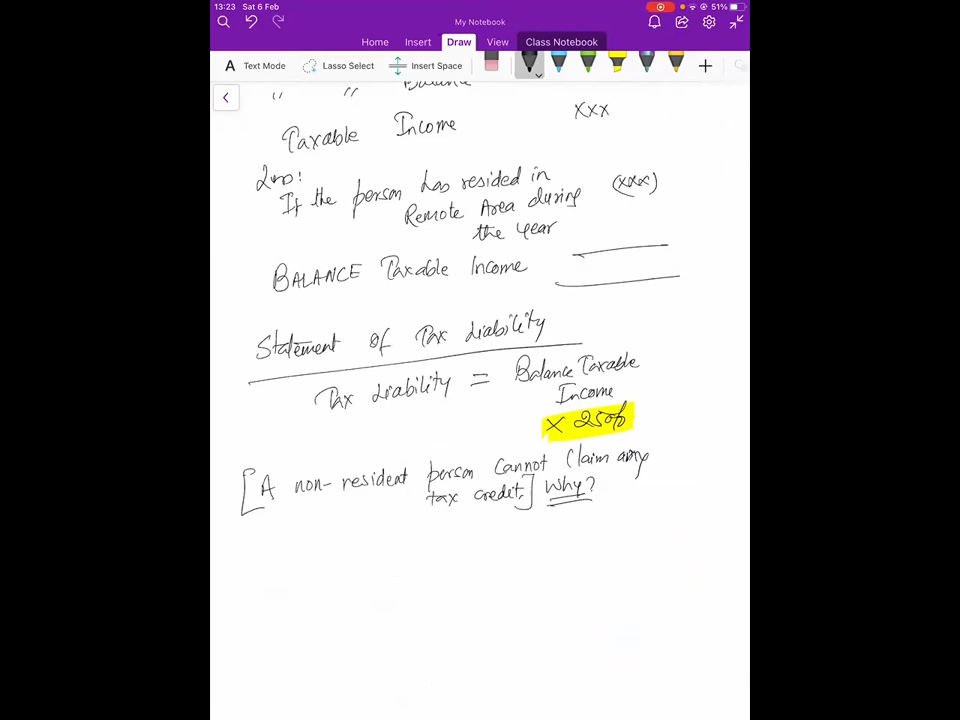 13:23 Sat 6 Feb
51%
My Notebook
Home Insert Draw View Class Notebook
Text Mode Lasso Select Insert Space
" " Balance
Taxable Income xxx
If the person has resided in (xxx)
Remote Area during
the year
BALANCE Taxable Income
Statement of Tax Liability
Tax Liability = Balance Taxable
Income
× 25%
[A non-resident person cannot claim any
tax credit.] Why?